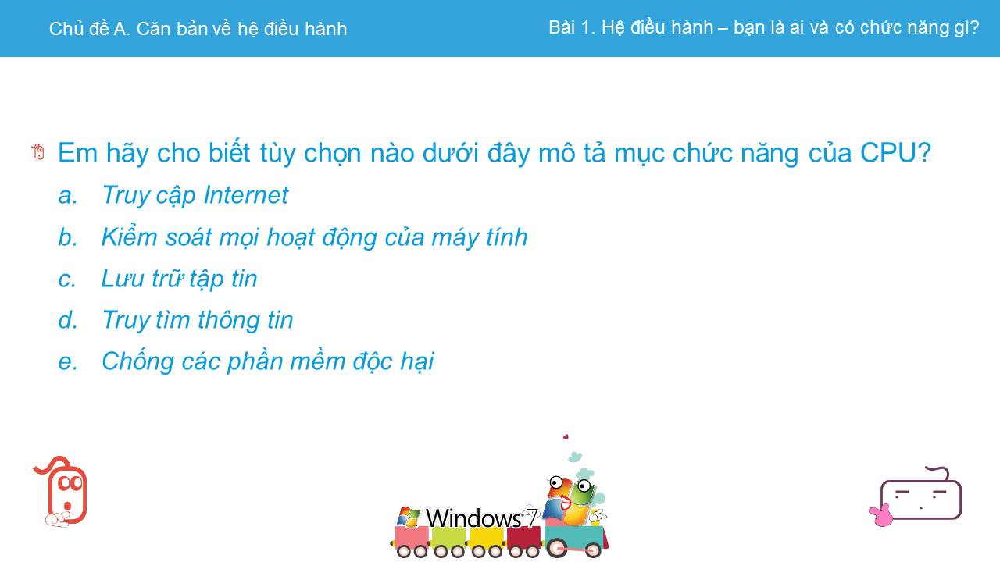 Chủ đề A. Căn bản về hệ điều hành
Bài 1. Hệ điều hành – bạn là ai và có chức năng gì?
Em hãy cho biết tùy chọn nào dưới đây mô tả mục chức năng của CPU?
a. Truy cập Internet
b. Kiểm soát mọi hoạt động của máy tính
c. Lưu trữ tập tin
d. Truy tìm thông tin
e. Chống các phần mềm độc hại
Windows 7